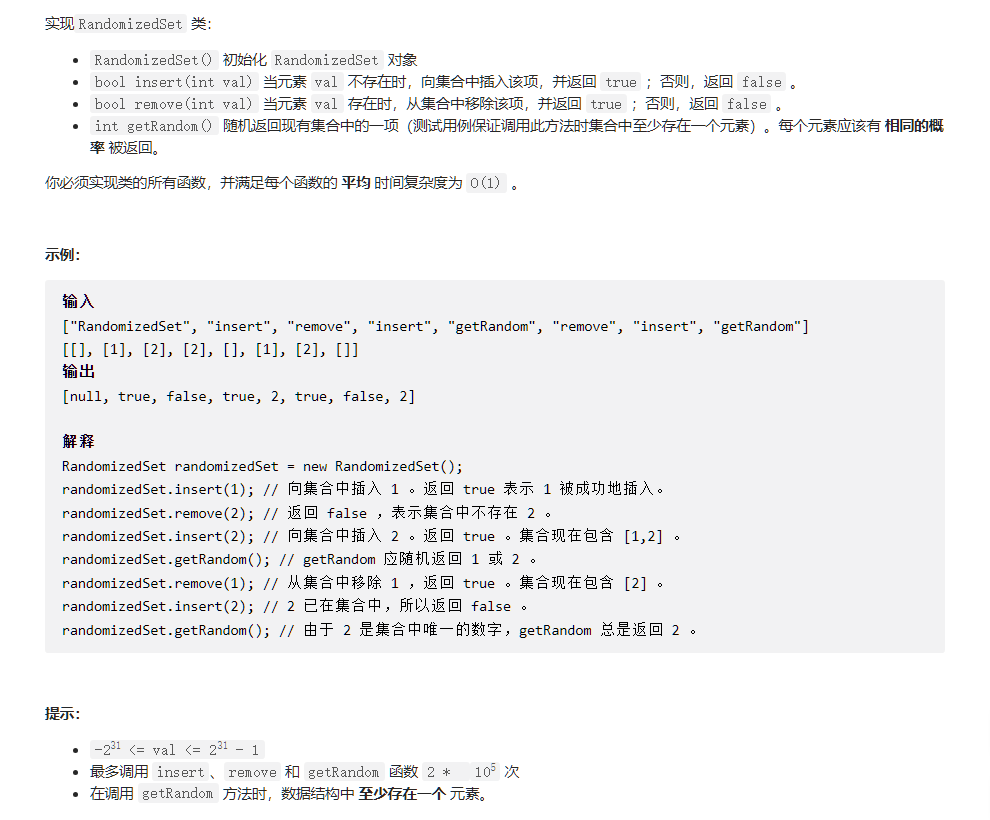 实现 RandomizedSet 类：
RandomizedSet() 初始化 RandomizedSet 对象
bool insert(int val) 当元素 val 不存在时，向集合中插入该项，并返回 true ；否则，返回 false 。
bool remove(int val) 当元素 val 存在时，从集合中移除该项，并返回 true ；否则，返回 false 。
int getRandom() 随机返回现有集合中的一项（测试用例保证调用此方法时集合中至少存在一个元素）。每个元素应该有 相同的概
率 被返回。
你必须实现类的所有函数，并满足每个函数的 平均 时间复杂度为 O(1) 。
示例：
输入
["RandomizedSet", "insert", "remove", "insert", "getRandom", "remove", "insert", "getRandom"]
[[], [1], [2], [2], [], [1], [2], []]
输出
[null, true, false, true, 2, true, false, 2]
解释
RandomizedSet randomizedSet = new RandomizedSet();
randomizedSet.insert(1); // 向集合中插入 1 。返回 true 表示 1 被成功地插入。
randomizedSet.remove(2); // 返回 false ，表示集合中不存在 2 。
randomizedSet.insert(2); // 向集合中插入 2 。返回 true 。集合现在包含 [1,2] 。
randomizedSet.getRandom(); // getRandom 应随机返回 1 或 2 。
randomizedSet.remove(1); // 从集合中移除 1 ，返回 true 。集合现在包含 [2] 。
randomizedSet.insert(2); // 2 已在集合中，所以返回 false 。
randomizedSet.getRandom(); // 由于 2 是集合中唯一的数字，getRandom 总是返回 2 。
提示：
-2³¹ <= val <= 2³¹ - 1
最多调用 insert 、 remove 和 getRandom 函数 2 * 10⁵ 次
在调用 getRandom 方法时，数据结构中 至少存在一个 元素。